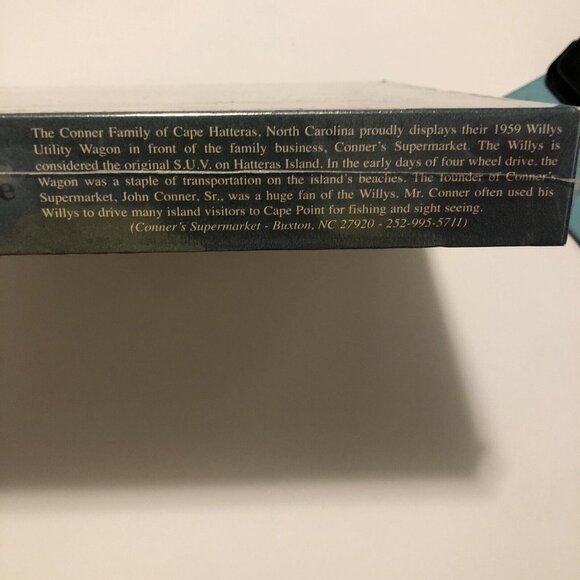 The Conner Family of Cape Hatteras, North Carolina proudly displays their 1959 Willys
Utility Wagon in front of the family business, Conner's Supermarket. The Willys is
considered the original S.U.V. on Hatteras Island. In the early days of four wheel drive, the
Wagon was a staple of transportation on the island's beaches. The founder of Conner's
Supermarket, John Conner, Sr., was a huge fan of the Willys. Mr. Conner often used his
Willys to drive many island visitors to Cape Point for fishing and sight seeing.
(Conner's Supermarket - Buxton, NC 27920 - 252-995-5711)
e